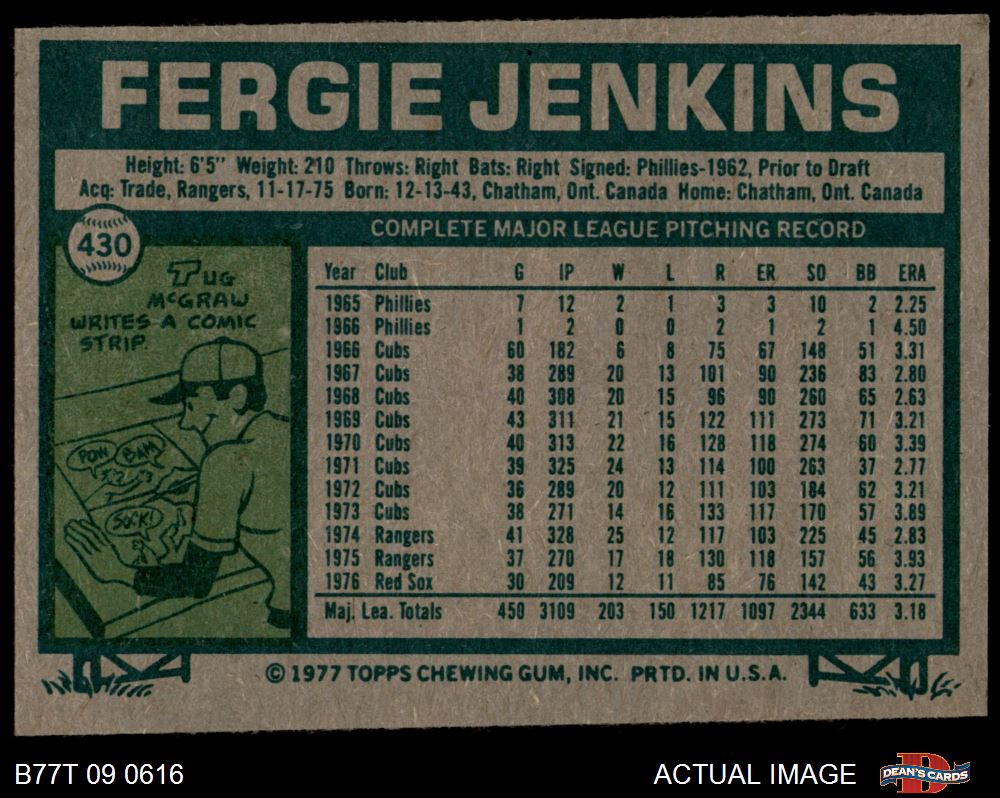 FERGIE JENKINS
Height: 6'5" Weight: 210 Throws: Right Bats: Right Signed: Phillies-1962, Prior to Draft
Acq: Trade, Rangers, 11-17-75 Born: 12-13-43, Chatham, Ont. Canada Home: Chatham, Ont. Canada
430
TUG
McGRAW
WRITES A COMIC
STRIP.
POW
BAM!
SOCK!
COMPLETE MAJOR LEAGUE PITCHING RECORD
Year Club G IP W L R ER SO BB ERA
1965 Phillies 7 12 2 1 3 3 10 2 2.25
1966 Phillies 1 2 0 0 2 1 2 1 4.50
1966 Cubs 60 182 6 8 75 67 148 51 3.31
1967 Cubs 38 289 20 13 101 90 236 83 2.80
1968 Cubs 40 308 20 15 96 90 260 65 2.63
1969 Cubs 43 311 21 15 122 111 273 71 3.21
1970 Cubs 40 313 22 16 128 118 274 60 3.39
1971 Cubs 39 325 24 13 114 100 263 37 2.77
1972 Cubs 36 289 20 12 111 103 184 62 3.21
1973 Cubs 38 271 14 16 133 117 170 57 3.89
1974 Rangers 41 328 25 12 117 103 225 45 2.83
1975 Rangers 37 270 17 18 130 118 157 56 3.93
1976 Red Sox 30 209 12 11 85 76 142 43 3.27
Maj. Lea. Totals 450 3109 203 150 1217 1097 2344 633 3.18
© 1977 TOPPS CHEWING GUM, INC. PRTD. IN U.S.A.
B77T 09 0616
ACTUAL IMAGE
DEAN'S CARDS